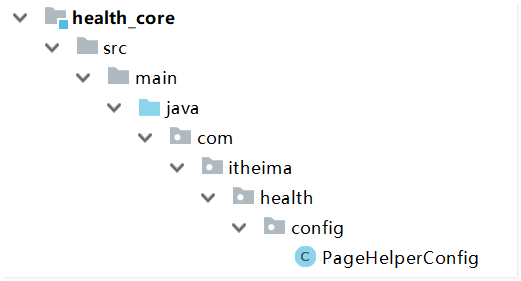 health_core
src
main
java
com
itheima
health
config
C PageHelperConfig